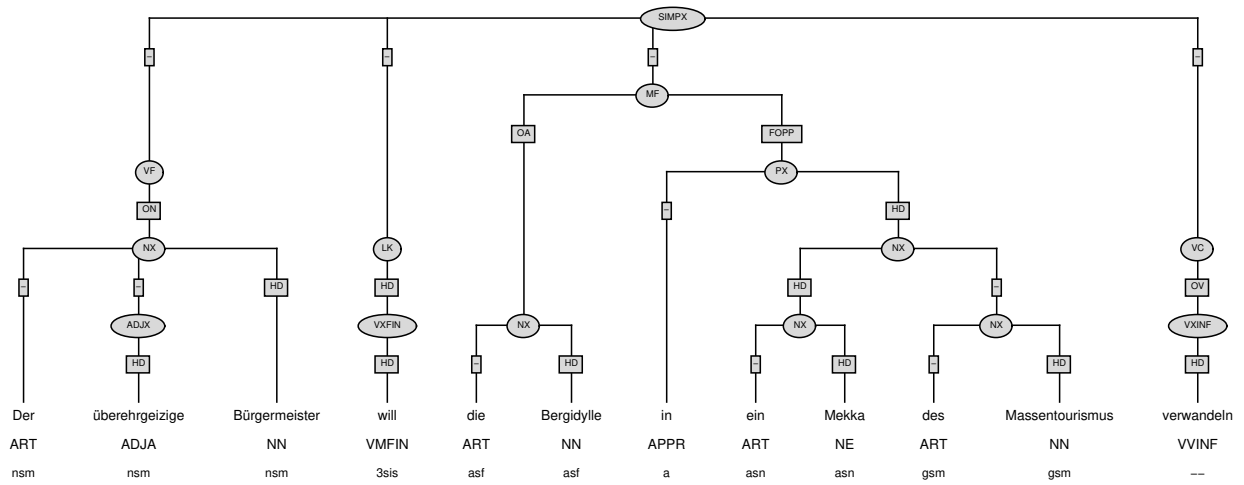 SIMPX
– – – –
MF
OA FOPP
VF PX
ON – HD
NX LK NX VC
– – HD HD HD – OV
ADJX VXFIN NX NX NX VXINF
HD HD – HD – HD – HD HD
Der überehrgeizige Bürgermeister will die Bergidylle in ein Mekka des Massentourismus verwandeln
ART ADJA NN VMFIN ART NN APPR ART NE ART NN VVINF
nsm nsm nsm 3sis asf asf a asn asn gsm gsm −−